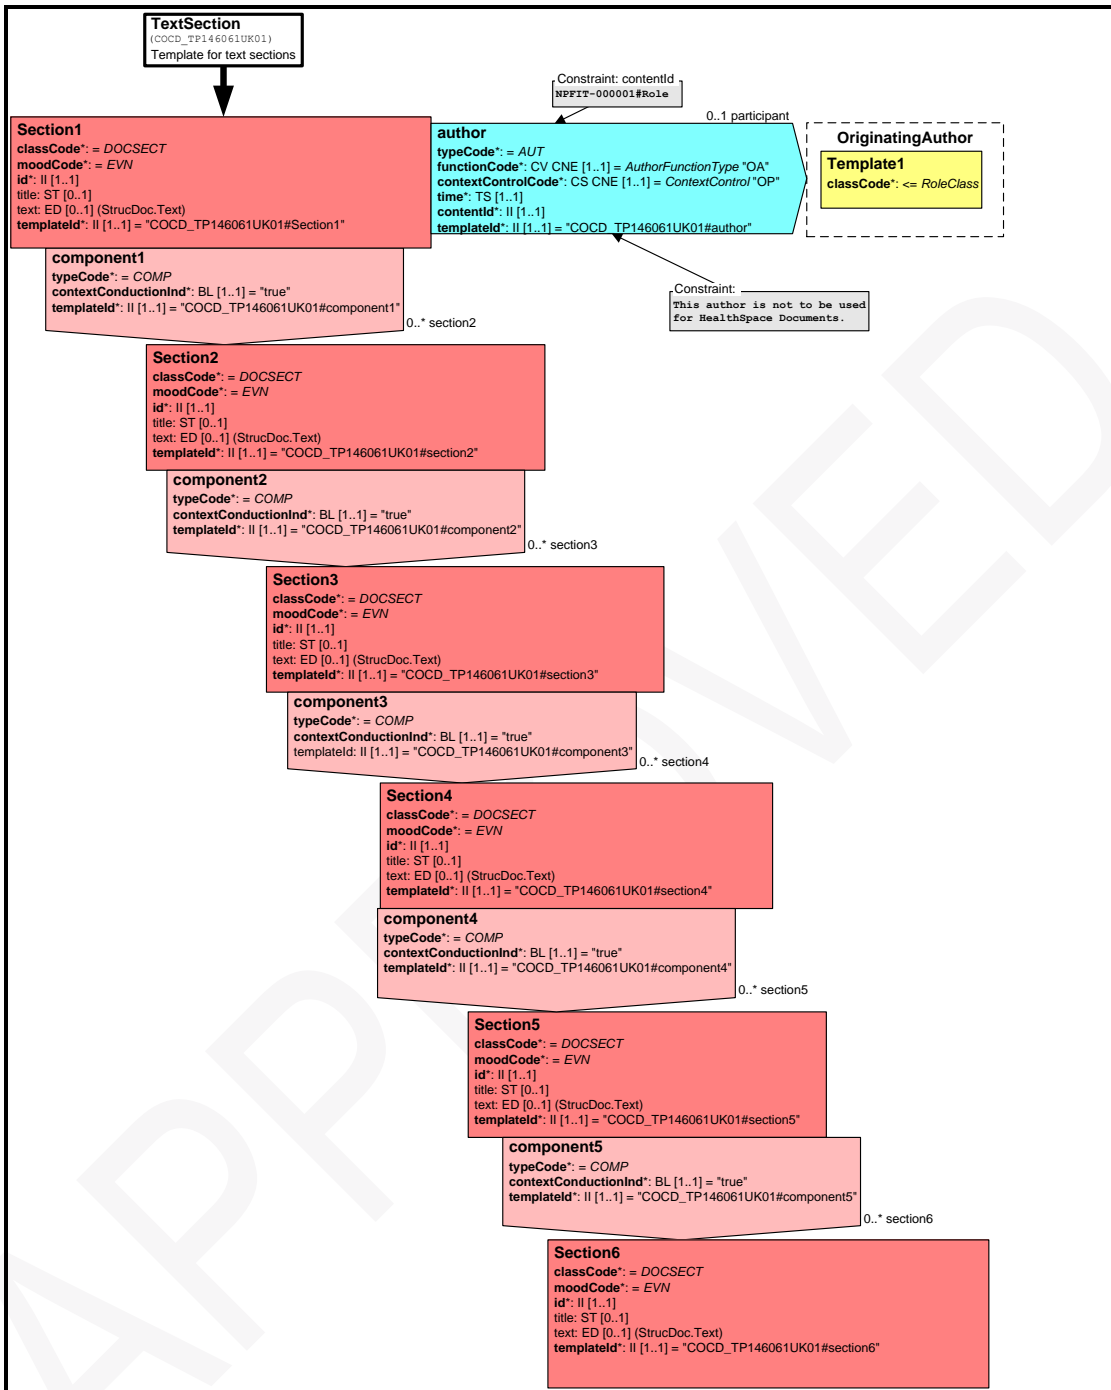 TextSection
(COCD_TP146061UK01)
Template for text sections
Constraint: contentId
NPFIT-000001#Role
0..1 participant
Section1
classCode*: = DOCSECT
moodCode*: = EVN
id*: II [1..1]
title: ST [0..1]
text: ED [0..1] (StrucDoc.Text)
templateId*: II [1..1] = "COCD_TP146061UK01#Section1"
author
typeCode*: = AUT
functionCode*: CV CNE [1..1] = AuthorFunctionType "OA"
contextControlCode*: CS CNE [1..1] = ContextControl "OP"
time*: TS [1..1]
contentId*: II [1..1]
templateId*: II [1..1] = "COCD_TP146061UK01#author"
OriginatingAuthor
Template1
classCode*: <= RoleClass
Constraint:
This author is not to be used
for HealthSpace Documents.
component1
typeCode*: = COMP
contextConductionInd*: BL [1..1] = "true"
templateId*: II [1..1] = "COCD_TP146061UK01#component1"
0..* section2
Section2
classCode*: = DOCSECT
moodCode*: = EVN
id*: II [1..1]
title: ST [0..1]
text: ED [0..1] (StrucDoc.Text)
templateId*: II [1..1] = "COCD_TP146061UK01#section2"
component2
typeCode*: = COMP
contextConductionInd*: BL [1..1] = "true"
templateId*: II [1..1] = "COCD_TP146061UK01#component2"
0..* section3
Section3
classCode*: = DOCSECT
moodCode*: = EVN
id*: II [1..1]
title: ST [0..1]
text: ED [0..1] (StrucDoc.Text)
templateId*: II [1..1] = "COCD_TP146061UK01#section3"
component3
typeCode*: = COMP
contextConductionInd*: BL [1..1] = "true"
templateId: II [1..1] = "COCD_TP146061UK01#component3"
0..* section4
Section4
classCode*: = DOCSECT
moodCode*: = EVN
id*: II [1..1]
title: ST [0..1]
text: ED [0..1] (StrucDoc.Text)
templateId*: II [1..1] = "COCD_TP146061UK01#section4"
component4
typeCode*: = COMP
contextConductionInd*: BL [1..1] = "true"
templateId*: II [1..1] = "COCD_TP146061UK01#component4"
0..* section5
Section5
classCode*: = DOCSECT
moodCode*: = EVN
id*: II [1..1]
title: ST [0..1]
text: ED [0..1] (StrucDoc.Text)
templateId*: II [1..1] = "COCD_TP146061UK01#section5"
component5
typeCode*: = COMP
contextConductionInd*: BL [1..1] = "true"
templateId*: II [1..1] = "COCD_TP146061UK01#component5"
0..* section6
Section6
classCode*: = DOCSECT
moodCode*: = EVN
id*: II [1..1]
title: ST [0..1]
text: ED [0..1] (StrucDoc.Text)
templateId*: II [1..1] = "COCD_TP146061UK01#section6"
APPROVED